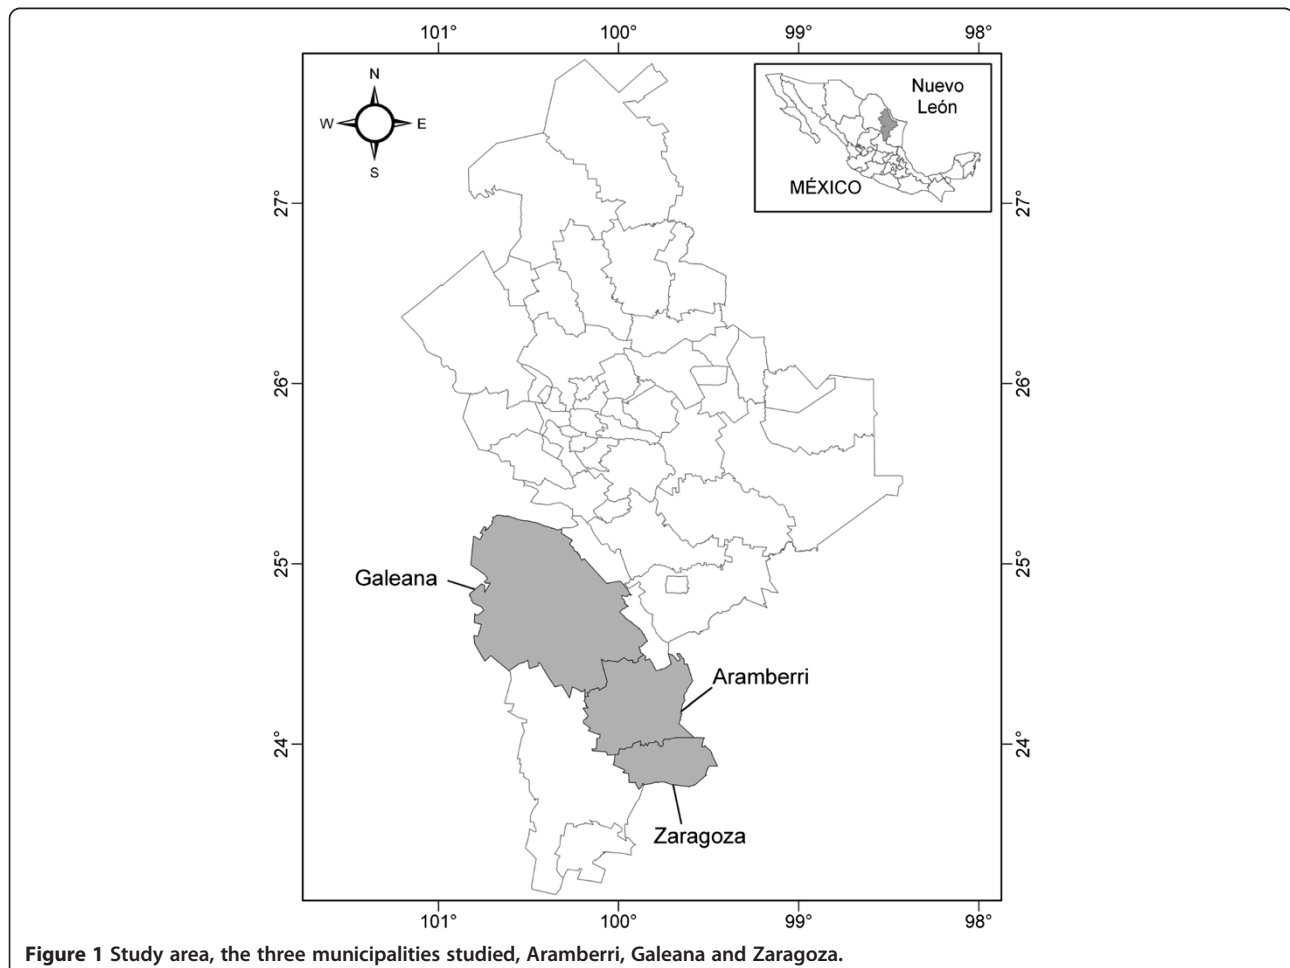 101° 100° 99° 98°
N
W E
S
Nuevo
León
MÉXICO
27° 27°
26° 26°
25° 25°
Galeana
Aramberri
24° 24°
Zaragoza
101° 100° 99° 98°
Figure 1 Study area, the three municipalities studied, Aramberri, Galeana and Zaragoza.